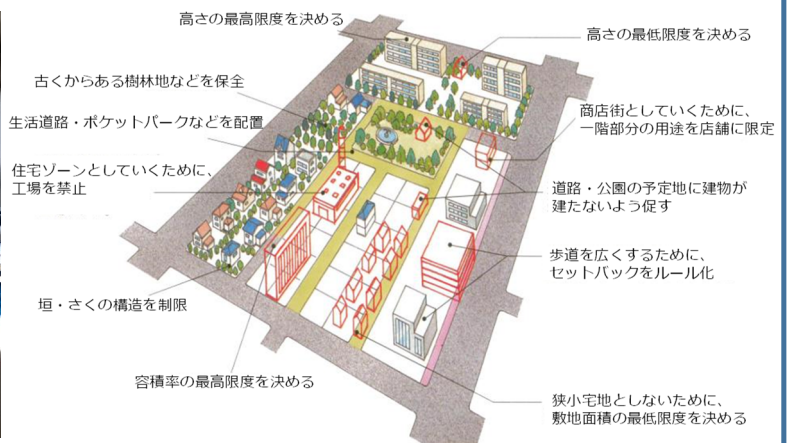 高さの最高限度を決める
高さの最低限度を決める
古くからある樹林地などを保全
生活道路・ポケットパークなどを配置
商店街としていくために、
一階部分の用途を店舗に限定
住宅ゾーンとしていくために、
工場を禁止
道路・公園の予定地に建物が
建たないよう促す
歩道を広くするために、
セットバックをルール化
垣・さくの構造を制限
容積率の最高限度を決める
狭小宅地としないために、
敷地面積の最低限度を決める